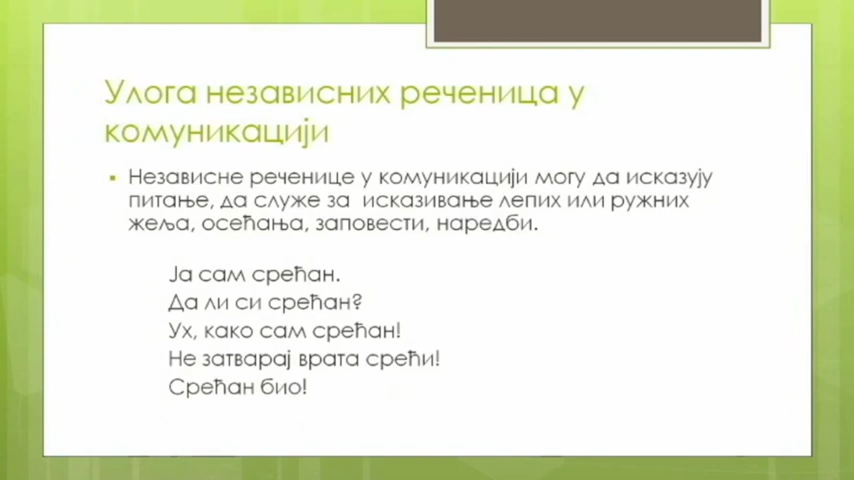 Улога независних реченица у
комуникацији
Независне реченице у комуникацији могу да исказују
питање, да служе за исказивање лепих или ружних
жеља, осећања, заповести, наредби.
Ја сам срећан.
Да ли си срећан?
Ух, како сам срећан!
Не затварај врата срећи!
Срећан био!